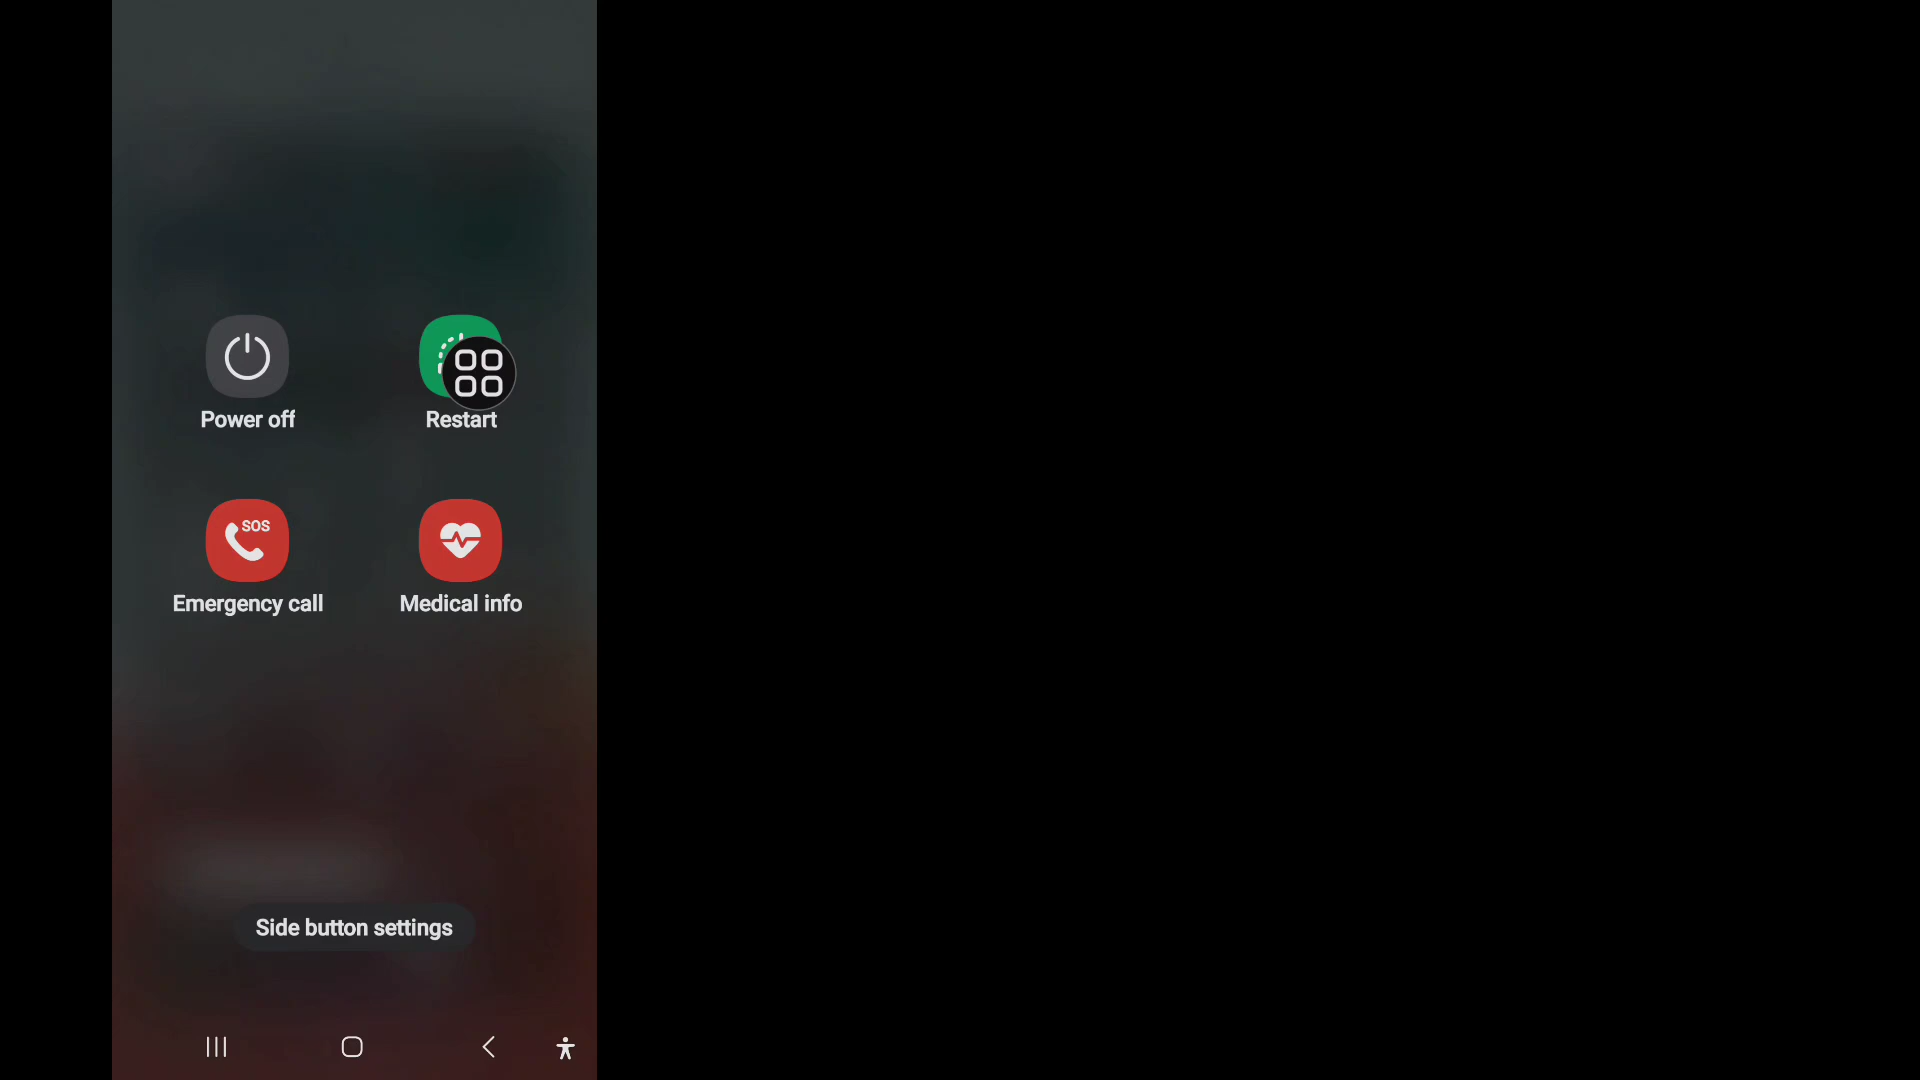 Power off
Restart
SOS
Emergency call
Medical info
Side button settings